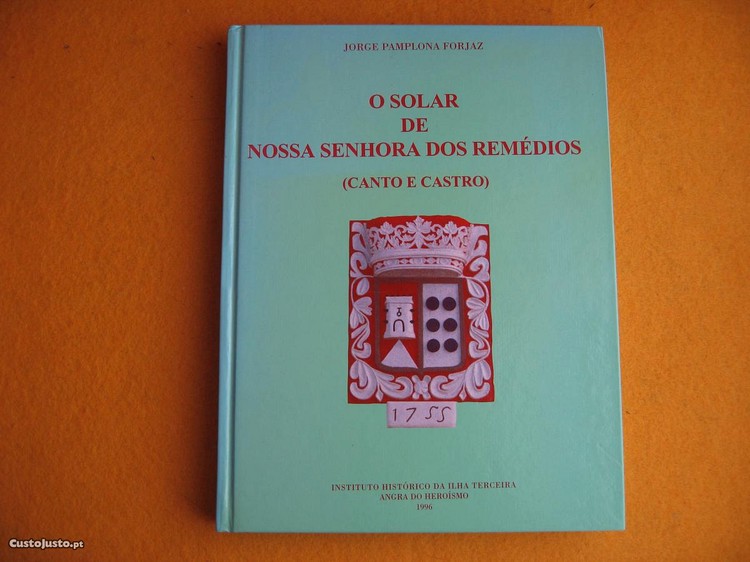 JORGE PAMPLONA FORJAZ
O SOLAR
DE
NOSSA SENHORA DOS REMÉDIOS
(CANTO E CASTRO)
1755
INSTITUTO HISTÓRICO DA ILHA TERCEIRA
ANGRA DO HEROÍSMO
1996
CustoJusto.pt